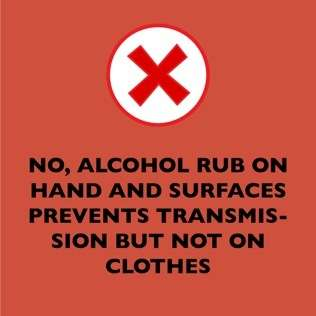 NO, ALCOHOL RUB ON
HAND AND SURFACES
PREVENTS TRANSMIS-
SION BUT NOT ON
CLOTHES